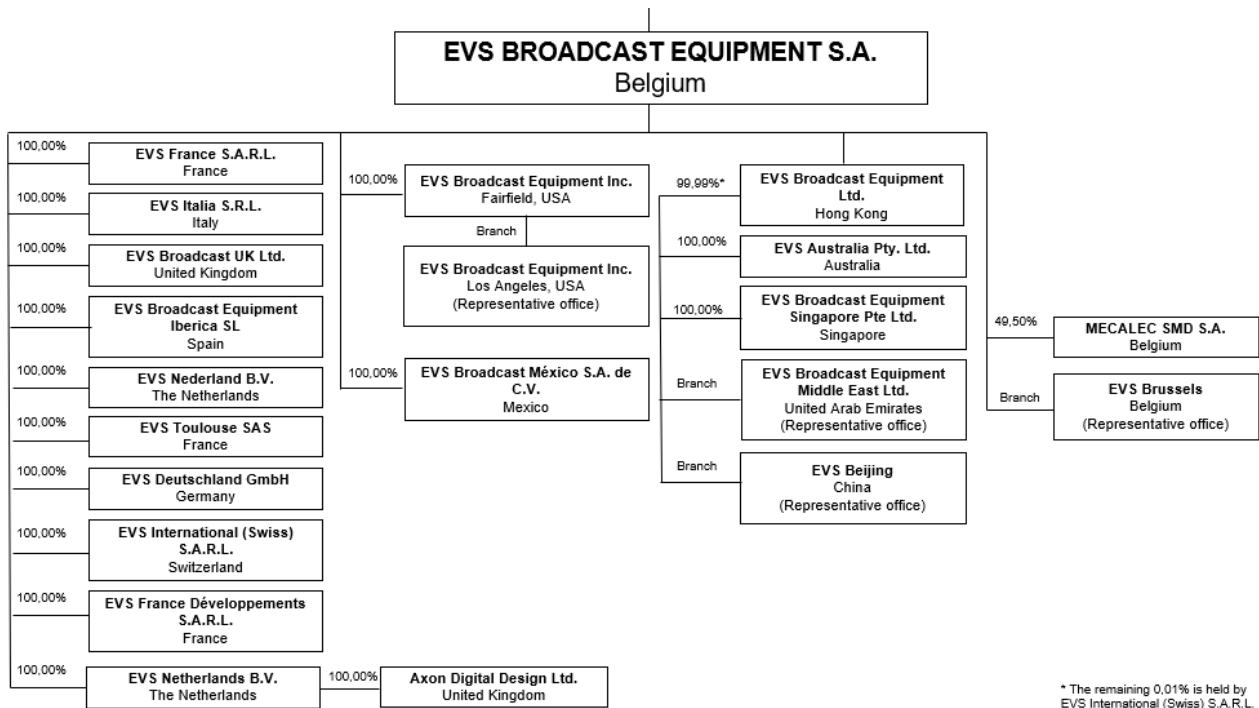 EVS BROADCAST EQUIPMENT S.A.
Belgium
100,00%
EVS France S.A.R.L.
France
100,00%
EVS Italia S.R.L.
Italy
100,00%
EVS Broadcast UK Ltd.
United Kingdom
100,00%
EVS Broadcast Equipment
Iberica SL
Spain
100,00%
EVS Nederland B.V.
The Netherlands
100,00%
EVS Toulouse SAS
France
100,00%
EVS Deutschland GmbH
Germany
100,00%
EVS International (Swiss)
S.A.R.L.
Switzerland
100,00%
EVS France Développements
S.A.R.L.
France
100,00%
EVS Netherlands B.V.
The Netherlands
100,00%
Axon Digital Design Ltd.
United Kingdom
100,00%
EVS Broadcast Equipment Inc.
Fairfield, USA
Branch
EVS Broadcast Equipment Inc.
Los Angeles, USA
(Representative office)
100,00%
EVS Broadcast México S.A. de
C.V.
Mexico
99,99%*
EVS Broadcast Equipment
Ltd.
Hong Kong
100,00%
EVS Australia Pty. Ltd.
Australia
100,00%
EVS Broadcast Equipment
Singapore Pte Ltd.
Singapore
Branch
EVS Broadcast Equipment
Middle East Ltd.
United Arab Emirates
(Representative office)
Branch
EVS Beijing
China
(Representative office)
49,50%
MECALEC SMD S.A.
Belgium
Branch
EVS Brussels
Belgium
(Representative office)
* The remaining 0,01% is held by
EVS International (Swiss) S.A.R.L.